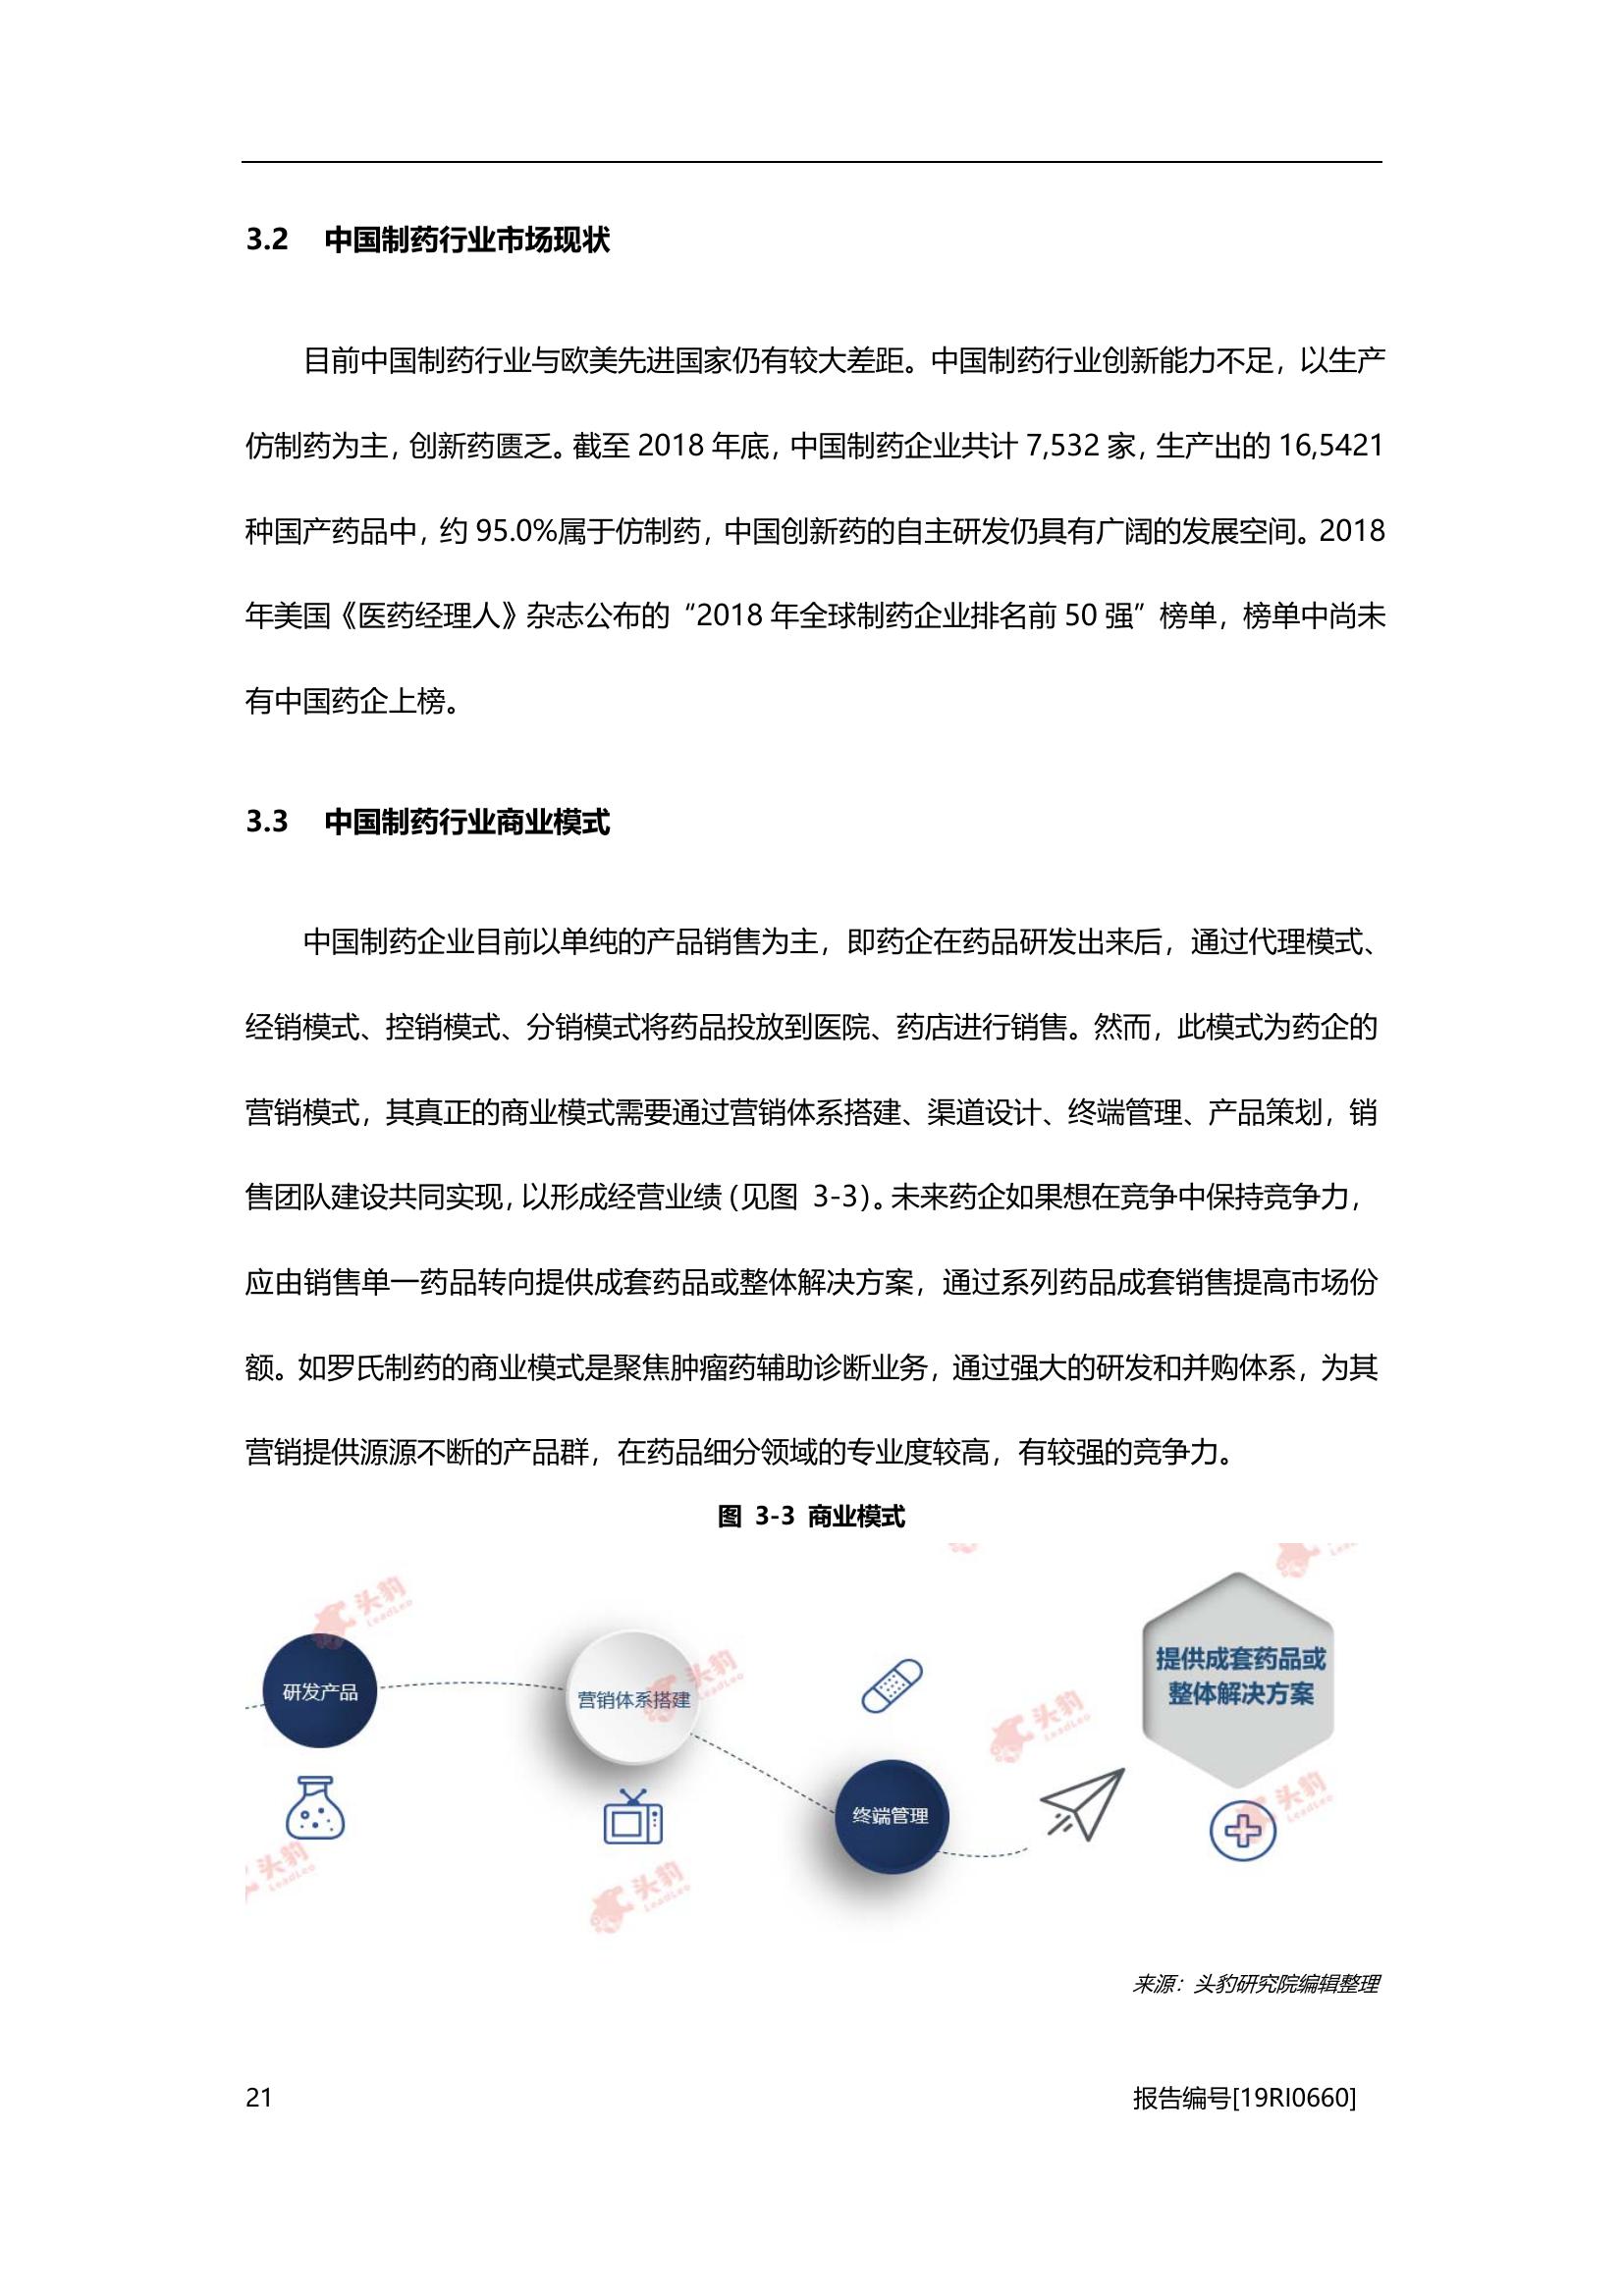 3.2 中国制药行业市场现状
目前中国制药行业与欧美先进国家仍有较大差距。中国制药行业创新能力不足，以生产
仿制药为主，创新药匮乏。截至 2018 年底，中国制药企业共计 7,532 家，生产出的 16,5421
种国产药品中，约 95.0%属于仿制药，中国创新药的自主研发仍具有广阔的发展空间。2018
年美国《医药经理人》杂志公布的“2018 年全球制药企业排名前 50 强”榜单，榜单中尚未
有中国药企上榜。
3.3 中国制药行业商业模式
中国制药企业目前以单纯的产品销售为主，即药企在药品研发出来后，通过代理模式、
经销模式、控销模式、分销模式将药品投放到医院、药店进行销售。然而，此模式为药企的
营销模式，其真正的商业模式需要通过营销体系搭建、渠道设计、终端管理、产品策划，销
售团队建设共同实现，以形成经营业绩（见图 3-3）。未来药企如果想在竞争中保持竞争力，
应由销售单一药品转向提供成套药品或整体解决方案，通过系列药品成套销售提高市场份
额。如罗氏制药的商业模式是聚焦肿瘤药辅助诊断业务，通过强大的研发和并购体系，为其
营销提供源源不断的产品群，在药品细分领域的专业度较高，有较强的竞争力。
图 3-3 商业模式
头豹
LeadLeo
研发产品
营销体系搭建
头豹
LeadLeo
提供成套药品或
整体解决方案
头豹
LeadLeo
终端管理
头豹
LeadLeo
头豹
LeadLeo
头豹
LeadLeo
来源：头豹研究院编辑整理
21
报告编号[19RI0660]